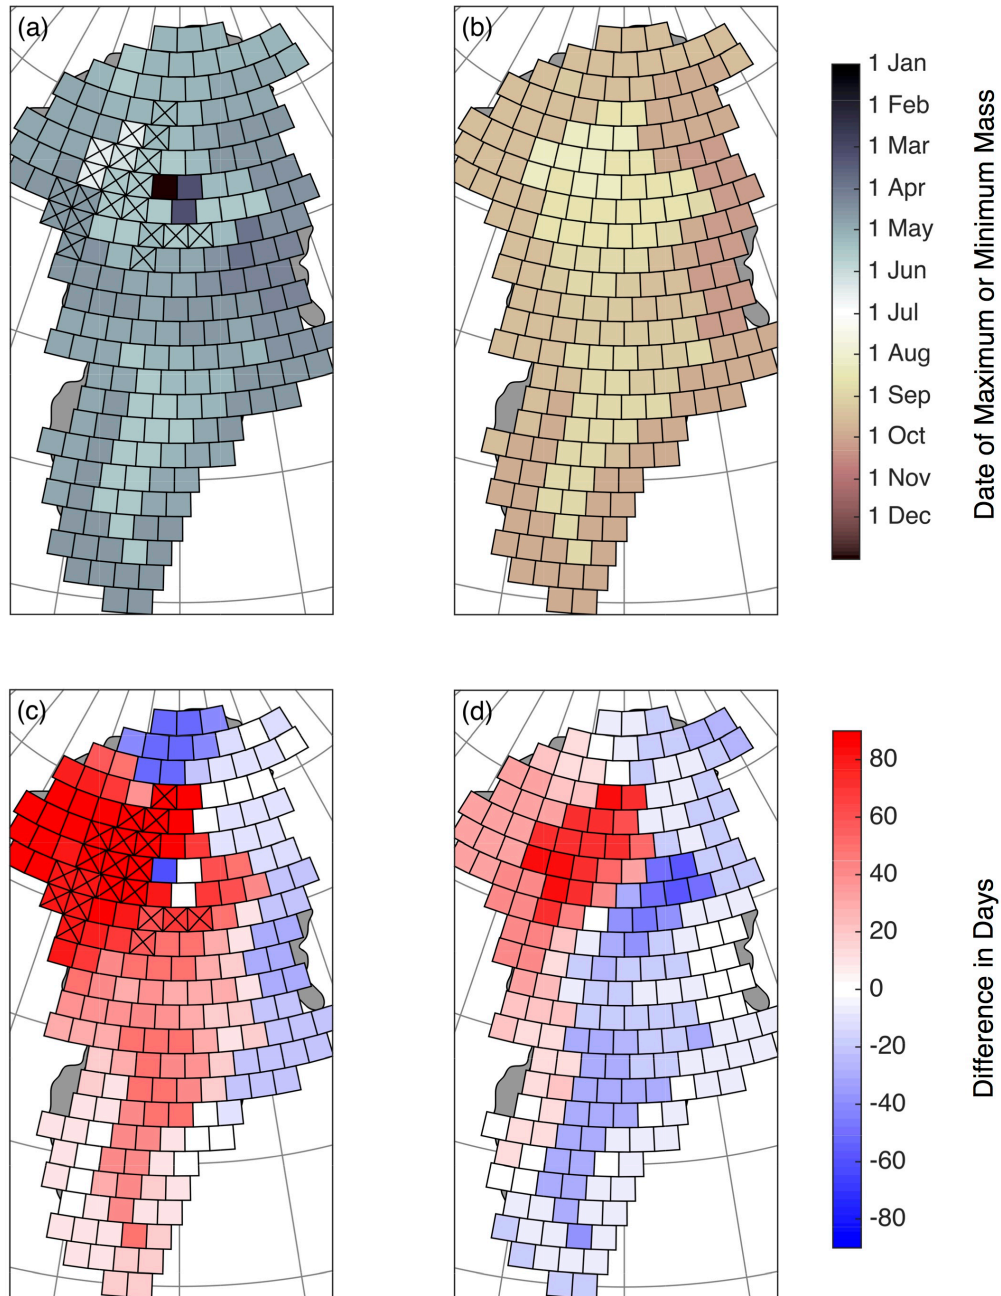 (a)
(b)
1 Jan
1 Feb
1 Mar
1 Apr
1 May
1 Jun
1 Jul
1 Aug
1 Sep
1 Oct
1 Nov
1 Dec
Date of Maximum or Minimum Mass
(c)
(d)
80
60
40
20
0
-20
-40
-60
-80
Difference in Days